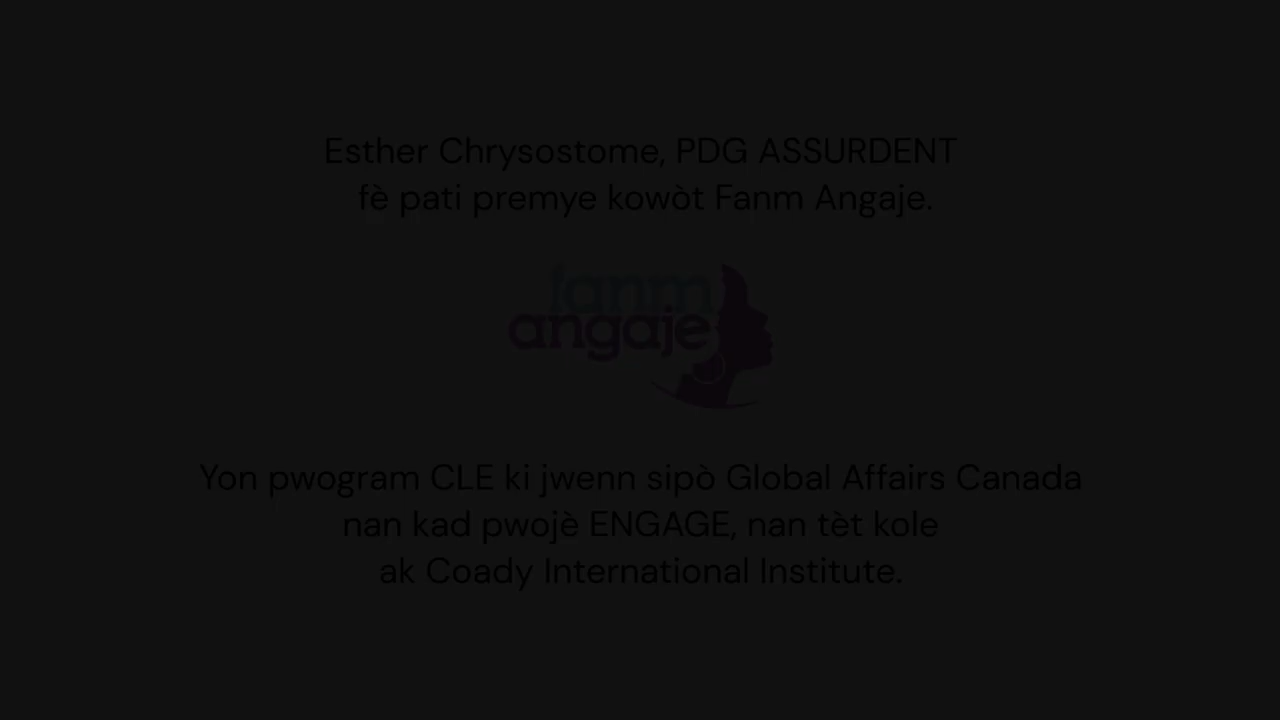 Esther Chrysostome, PDG ASSURDENT
fè pati premye kowòt Fanm Angaje.
fanm
angaje
Yon pwogram CLE ki jwenn sipò Global Affairs Canada
nan kad pwojè ENGAGE, nan tèt kole
ak Coady International Institute.